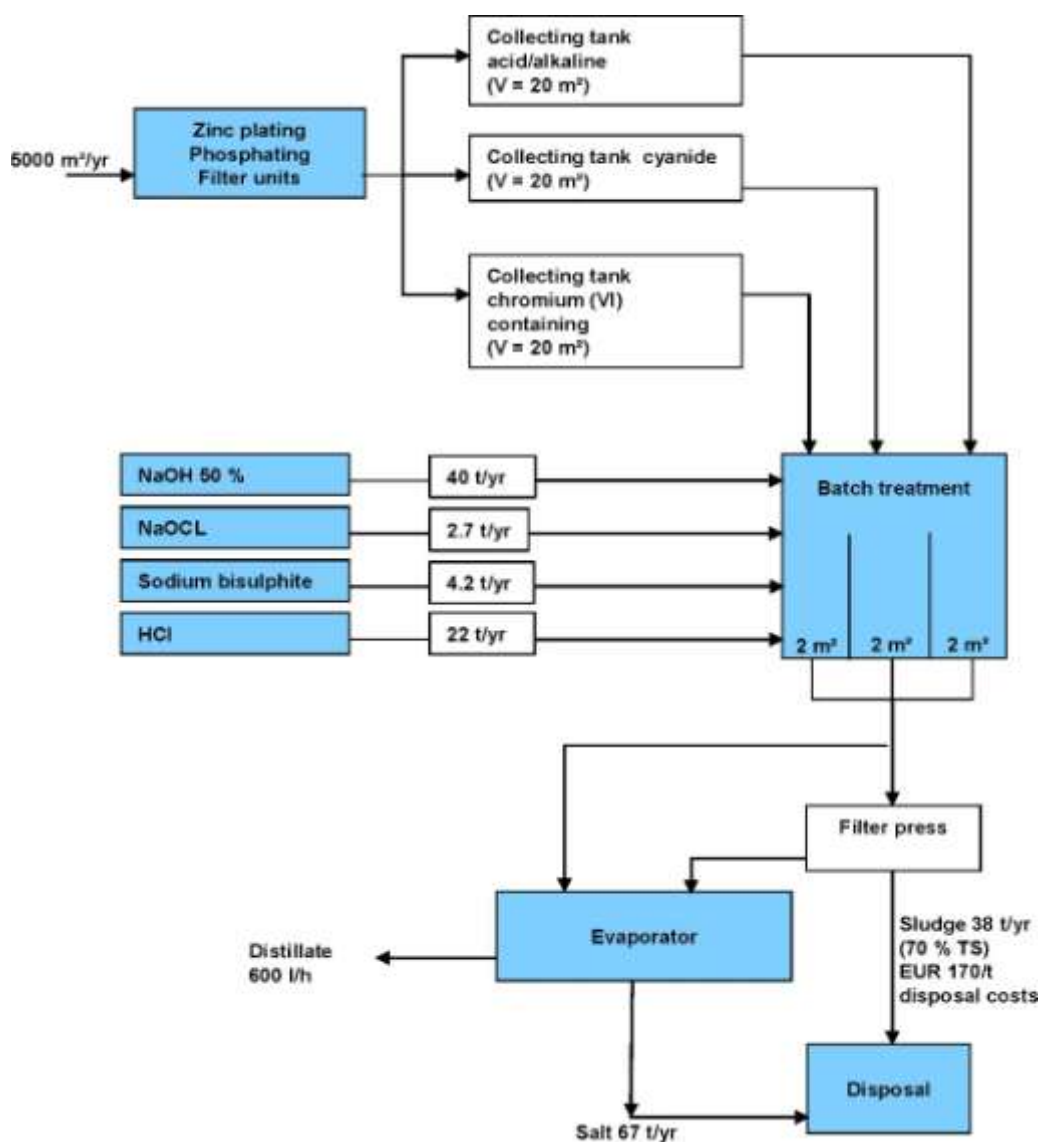 Collecting tank
acid/alkaline
(V = 20 m²)
Zinc plating
Phosphating
Filter units
5000 m²/yr
Collecting tank cyanide
(V = 20 m²)
Collecting tank
chromium (VI)
containing
(V = 20 m²)
NaOH 50 %
40 t/yr
Batch treatment
NaOCL
2.7 t/yr
Sodium bisulphite
4.2 t/yr
HCl
22 t/yr
2 m²
2 m²
2 m²
Filter press
Evaporator
Sludge 38 t/yr
(70 % TS)
EUR 170/t
disposal costs
Distillate
600 l/h
Disposal
Salt 67 t/yr